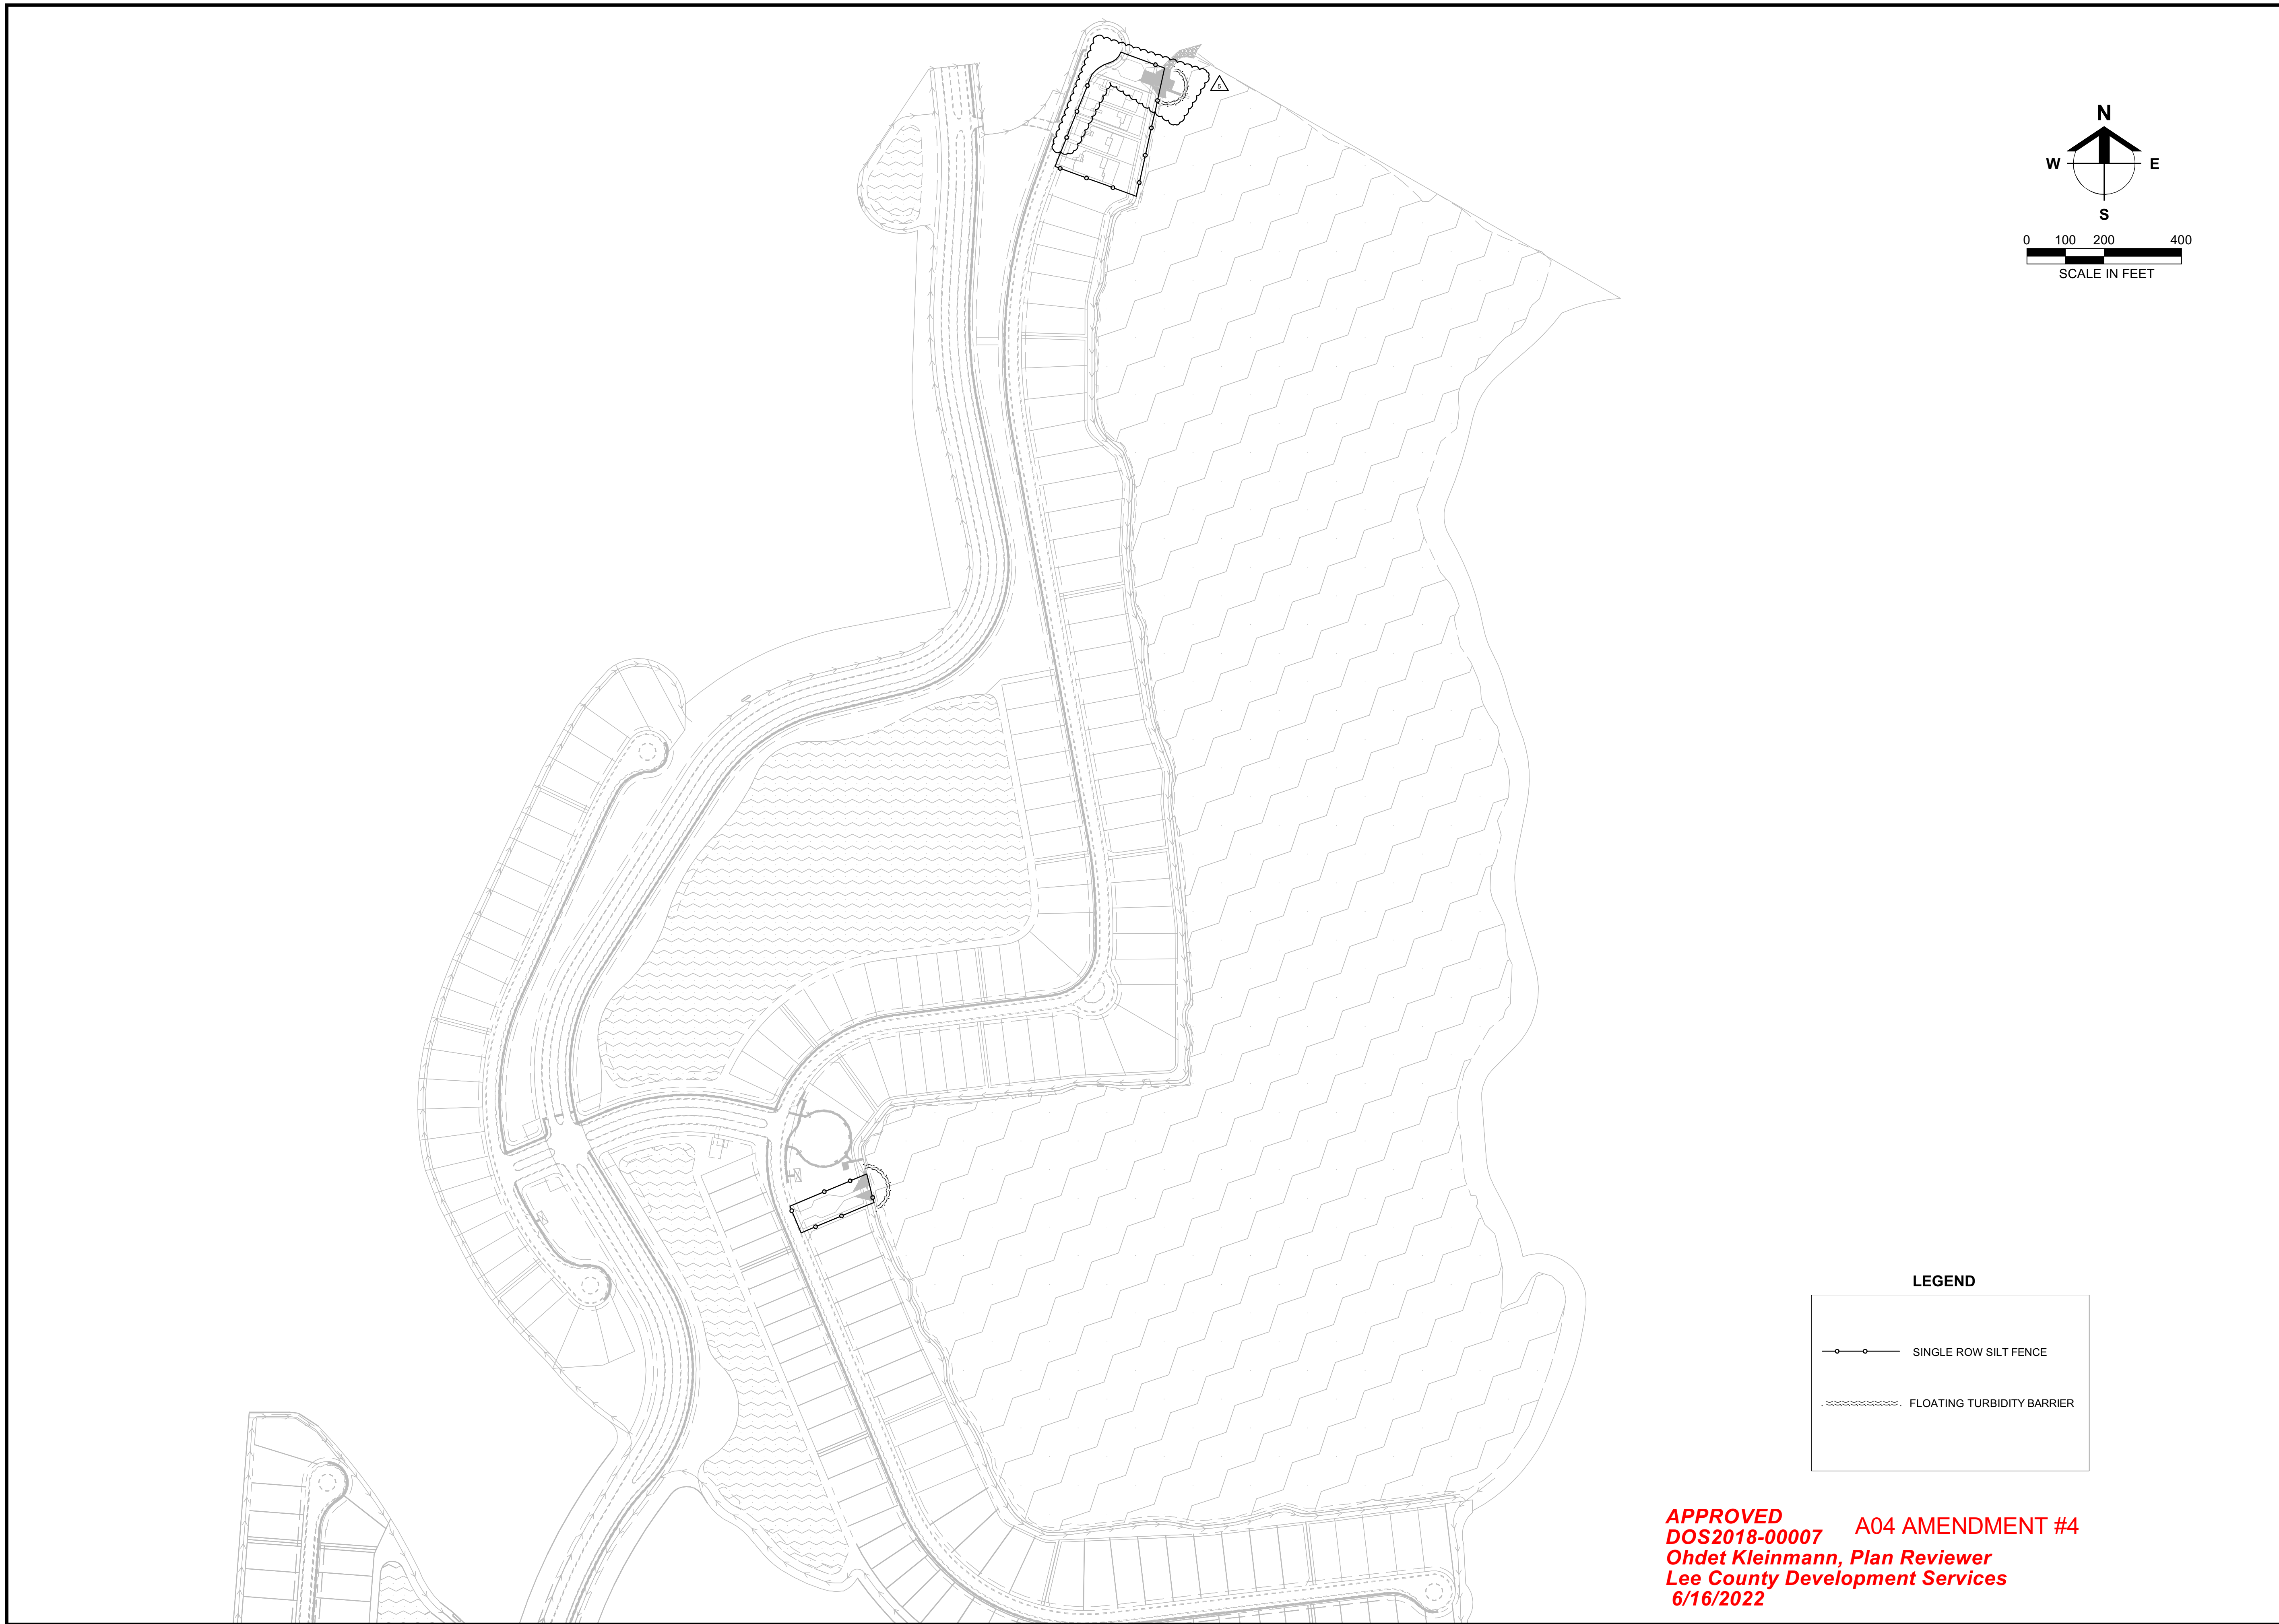 5
N
W E
S
0 100 200 400
SCALE IN FEET
LEGEND
SINGLE ROW SILT FENCE
FLOATING TURBIDITY BARRIER
APPROVED
DOS2018-00007 A04 AMENDMENT #4
Ohdet Kleinmann, Plan Reviewer
Lee County Development Services
6/16/2022